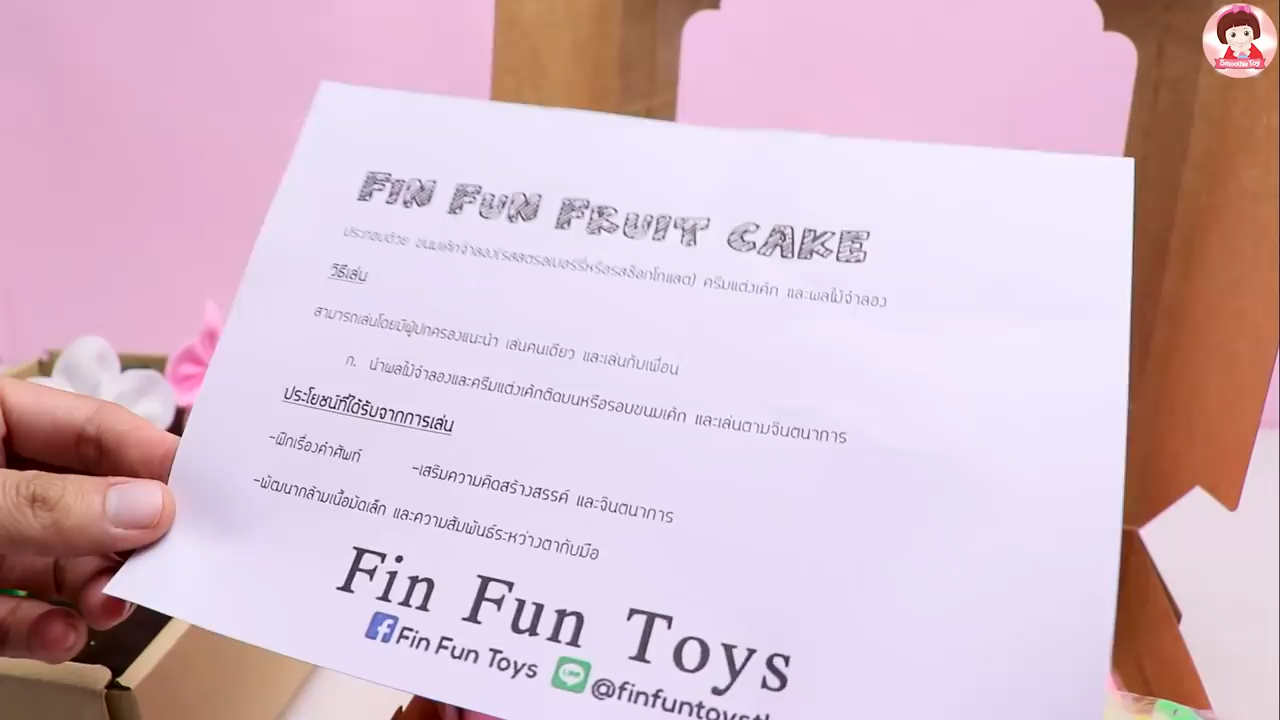 FIN FUN FRUIT CAKE
ประกอบด้วย ขนมเค้กจำลอง(รสสตรอเบอร์รี่หรือรสช็อกโกแลต) ครีมแต่งเค้ก และผลไม้จำลอง
วิธีเล่น
สามารถเล่นโดยมีผู้ปกครองแนะนำ เล่นคนเดียว และเล่นกับเพื่อน
ก. นำผลไม้จำลองและครีมแต่งเค้กติดบนหรือรอบขนมเค้ก และเล่นตามจินตนาการ
ประโยชน์ที่ได้รับจากการเล่น
-ฝึกเรื่องคำศัพท์ -เสริมความคิดสร้างสรรค์ และจินตนาการ
-พัฒนากล้ามเนื้อมัดเล็ก และความสัมพันธ์ระหว่างตากับมือ
Fin Fun Toys
Fin Fun Toys LINE
Smoothie Toy